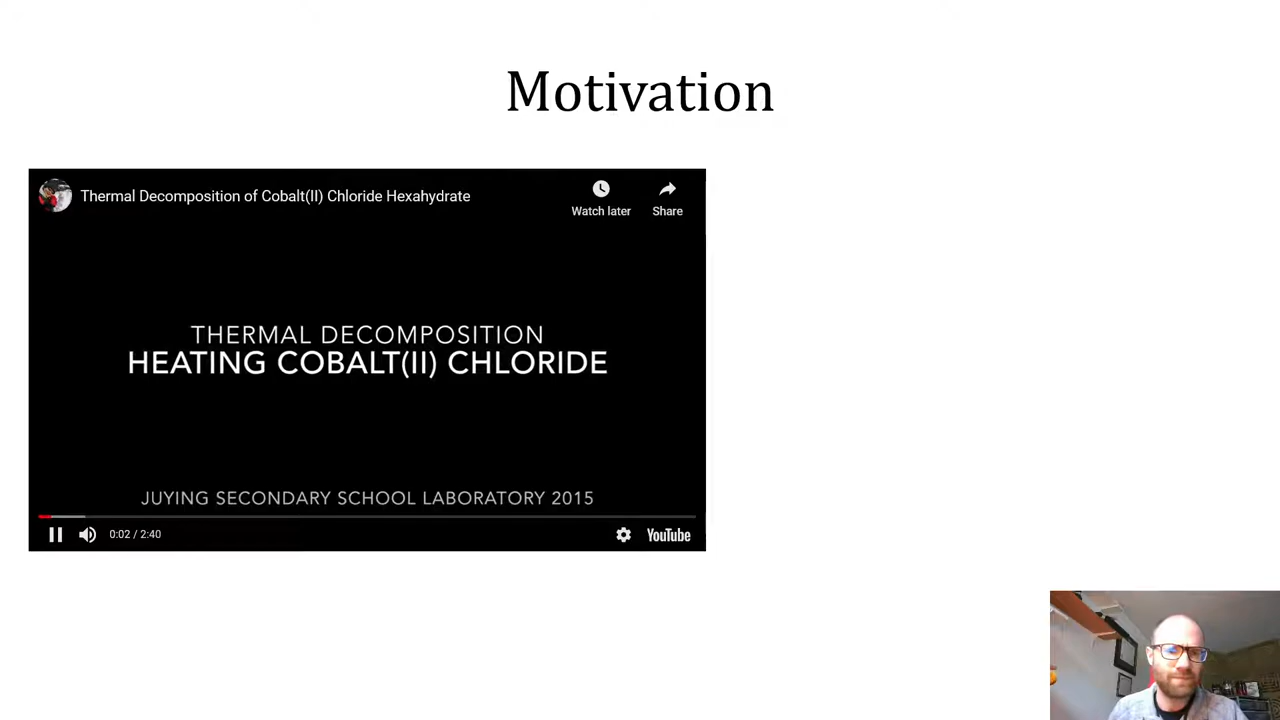 Motivation
Thermal Decomposition of Cobalt(II) Chloride Hexahydrate
Watch later
Share
THERMAL DECOMPOSITION
HEATING COBALT(II) CHLORIDE
JUYING SECONDARY SCHOOL LABORATORY 2015
0:02 / 2:40
YouTube